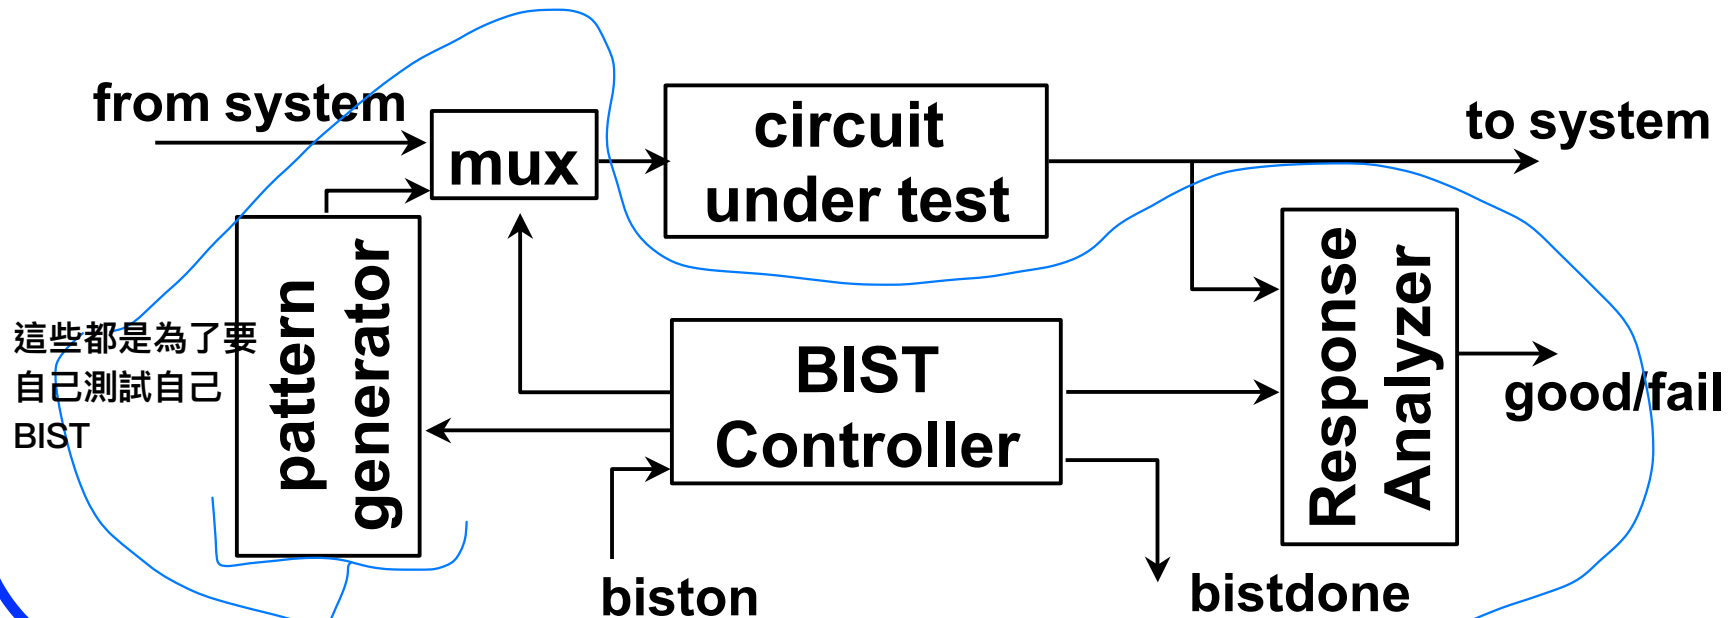 from system
mux
circuit
under test
to system
pattern
generator
這些都是為了要
自己測試自己
BIST
BIST
Controller
Response
Analyzer
good/fail
biston
bistdone